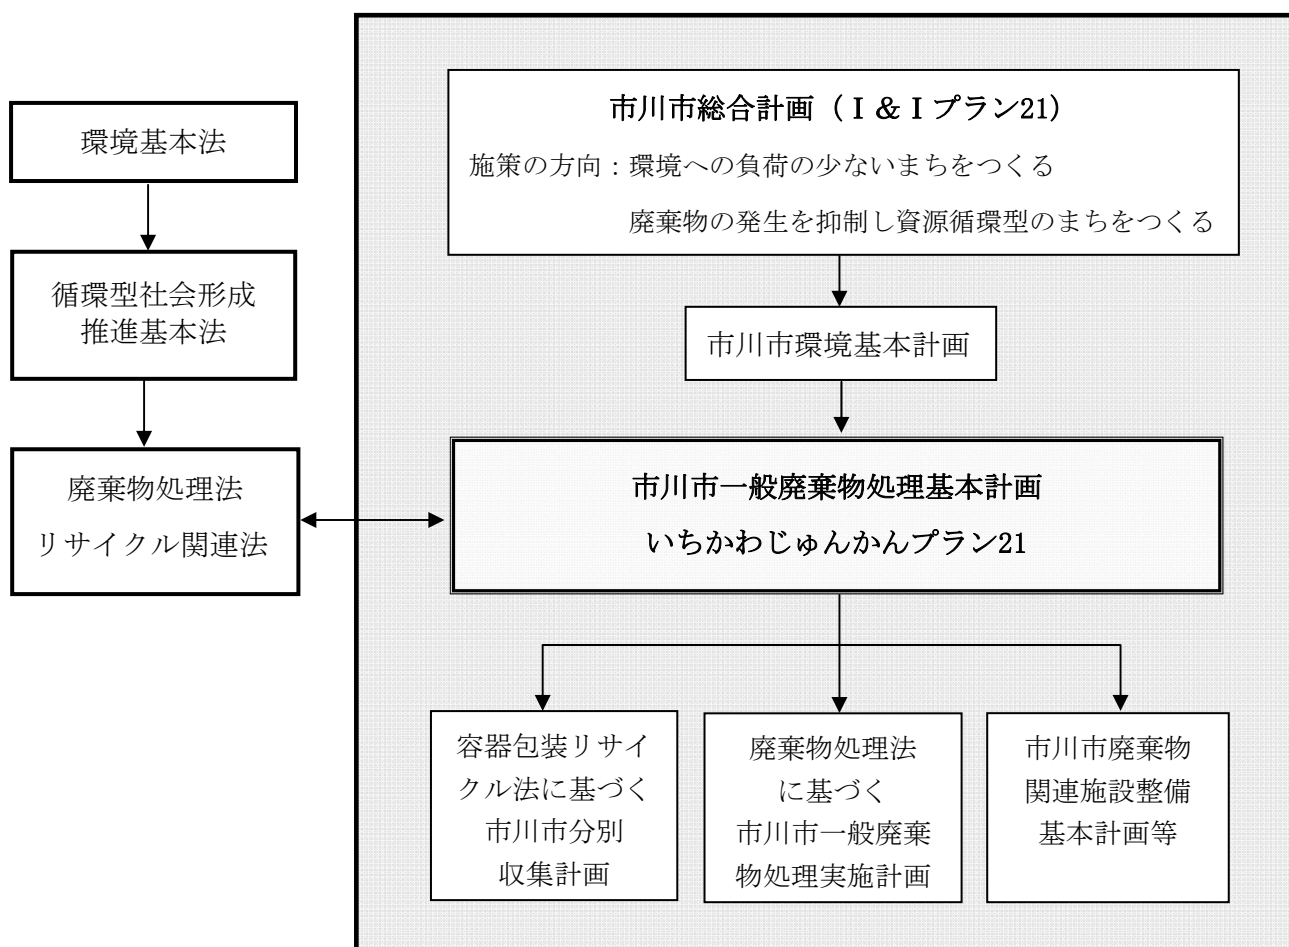 環境基本法
循環型社会形成
推進基本法
廃棄物処理法
リサイクル関連法
市川市総合計画（Ｉ＆Ｉプラン21）
施策の方向：環境への負荷の少ないまちをつくる
廃棄物の発生を抑制し資源循環型のまちをつくる
市川市環境基本計画
市川市一般廃棄物処理基本計画
いちかわじゅんかんプラン21
容器包装リサイ
クル法に基づく
市川市分別
収集計画
廃棄物処理法
に基づく
市川市一般廃棄
物処理実施計画
市川市廃棄物
関連施設整備
基本計画等